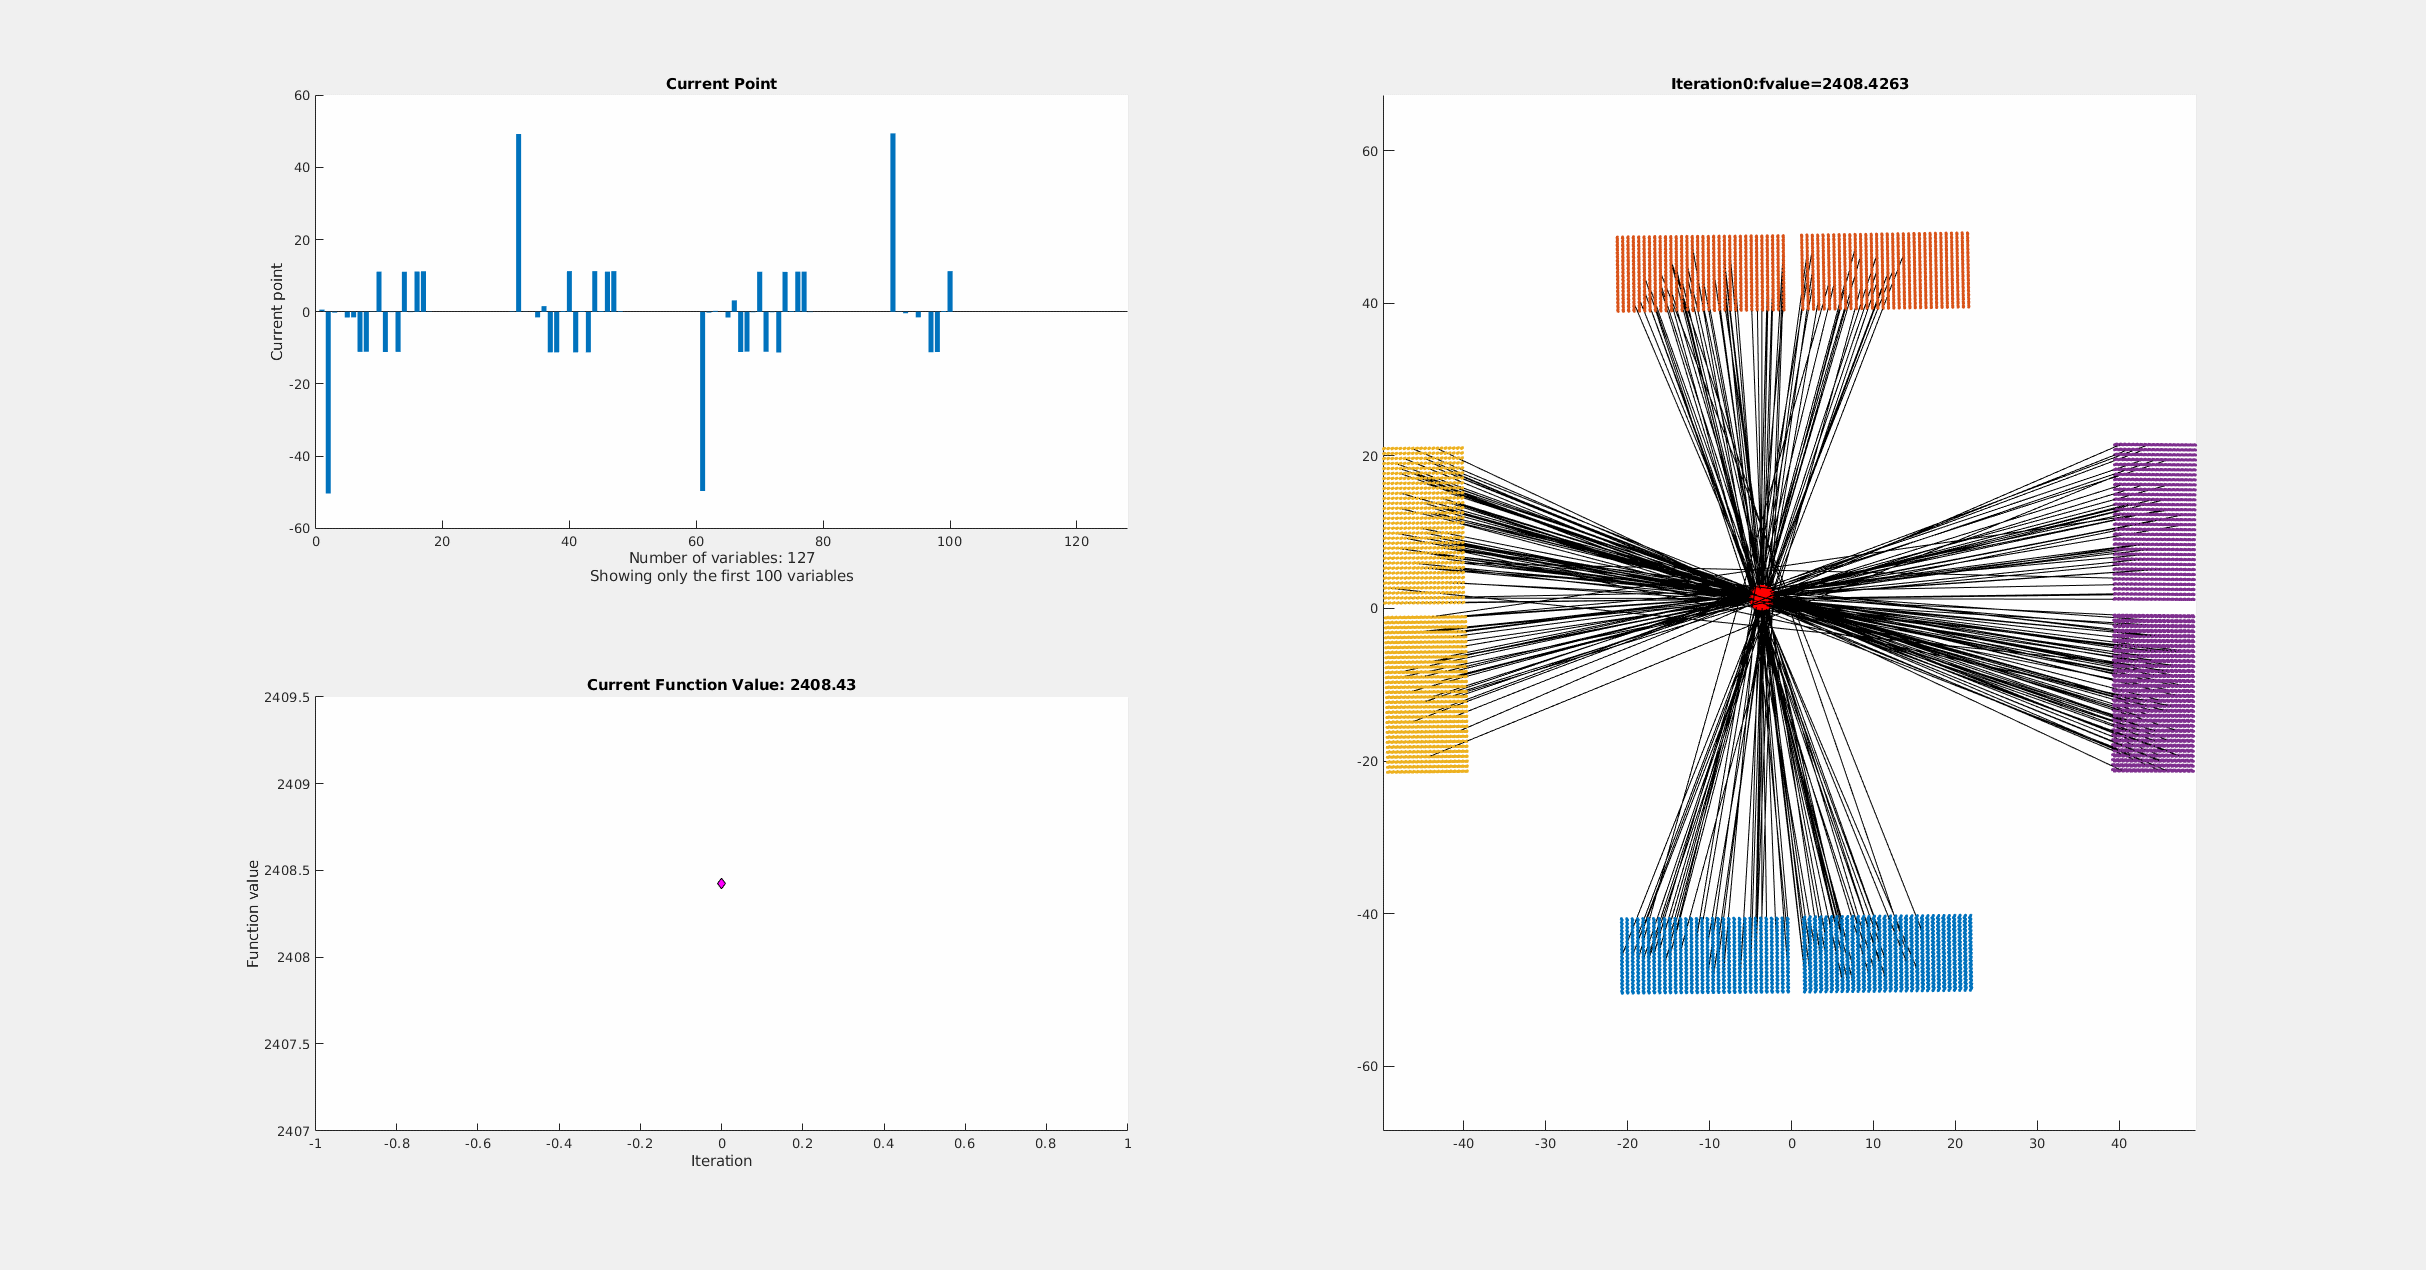 Current Point
60
40
20
0
-20
-40
-60
Current point
0 20 40 60 80 100 120
Number of variables: 127
Showing only the first 100 variables
Current Function Value: 2408.43
2409.5
2409
2408.5
2408
2407.5
2407
Function value
-1 -0.8 -0.6 -0.4 -0.2 0 0.2 0.4 0.6 0.8 1
Iteration
Iteration0:fvalue=2408.4263
60
40
20
0
-20
-40
-60
-40 -30 -20 -10 0 10 20 30 40